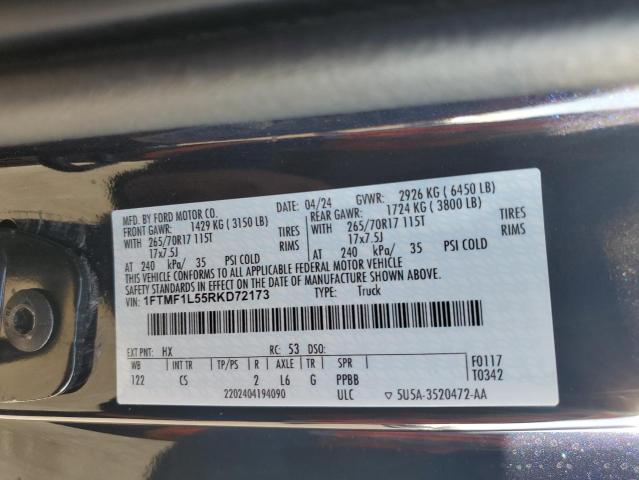 MFD. BY FORD MOTOR CO.
DATE: 04/24 GVWR: 2926 KG ( 6450 LB)
FRONT GAWR: 1429 KG ( 3150 LB) REAR GAWR: 1724 KG ( 3800 LB)
WITH 265/70R17 115T TIRES WITH 265/70R17 115T TIRES
17x7.5J RIMS 17x7.5J RIMS
AT 240 kPa/ 35 PSI COLD AT 240 kPa/ 35 PSI COLD
THIS VEHICLE CONFORMS TO ALL APPLICABLE FEDERAL MOTOR VEHICLE
SAFETY STANDARDS IN EFFECT ON THE DATE OF MANUFACTURE SHOWN ABOVE
VIN: 1FTMF1L55RKD72173 TYPE: Truck
EXT PNT: HX RC: 53 DSO:
WB INT TR TP/PS R AXLE TR SPR F0117
122 CS 2 L6 G PPBB T0342
2202404194090 ULC ▽ 5U5A-3520472-AA